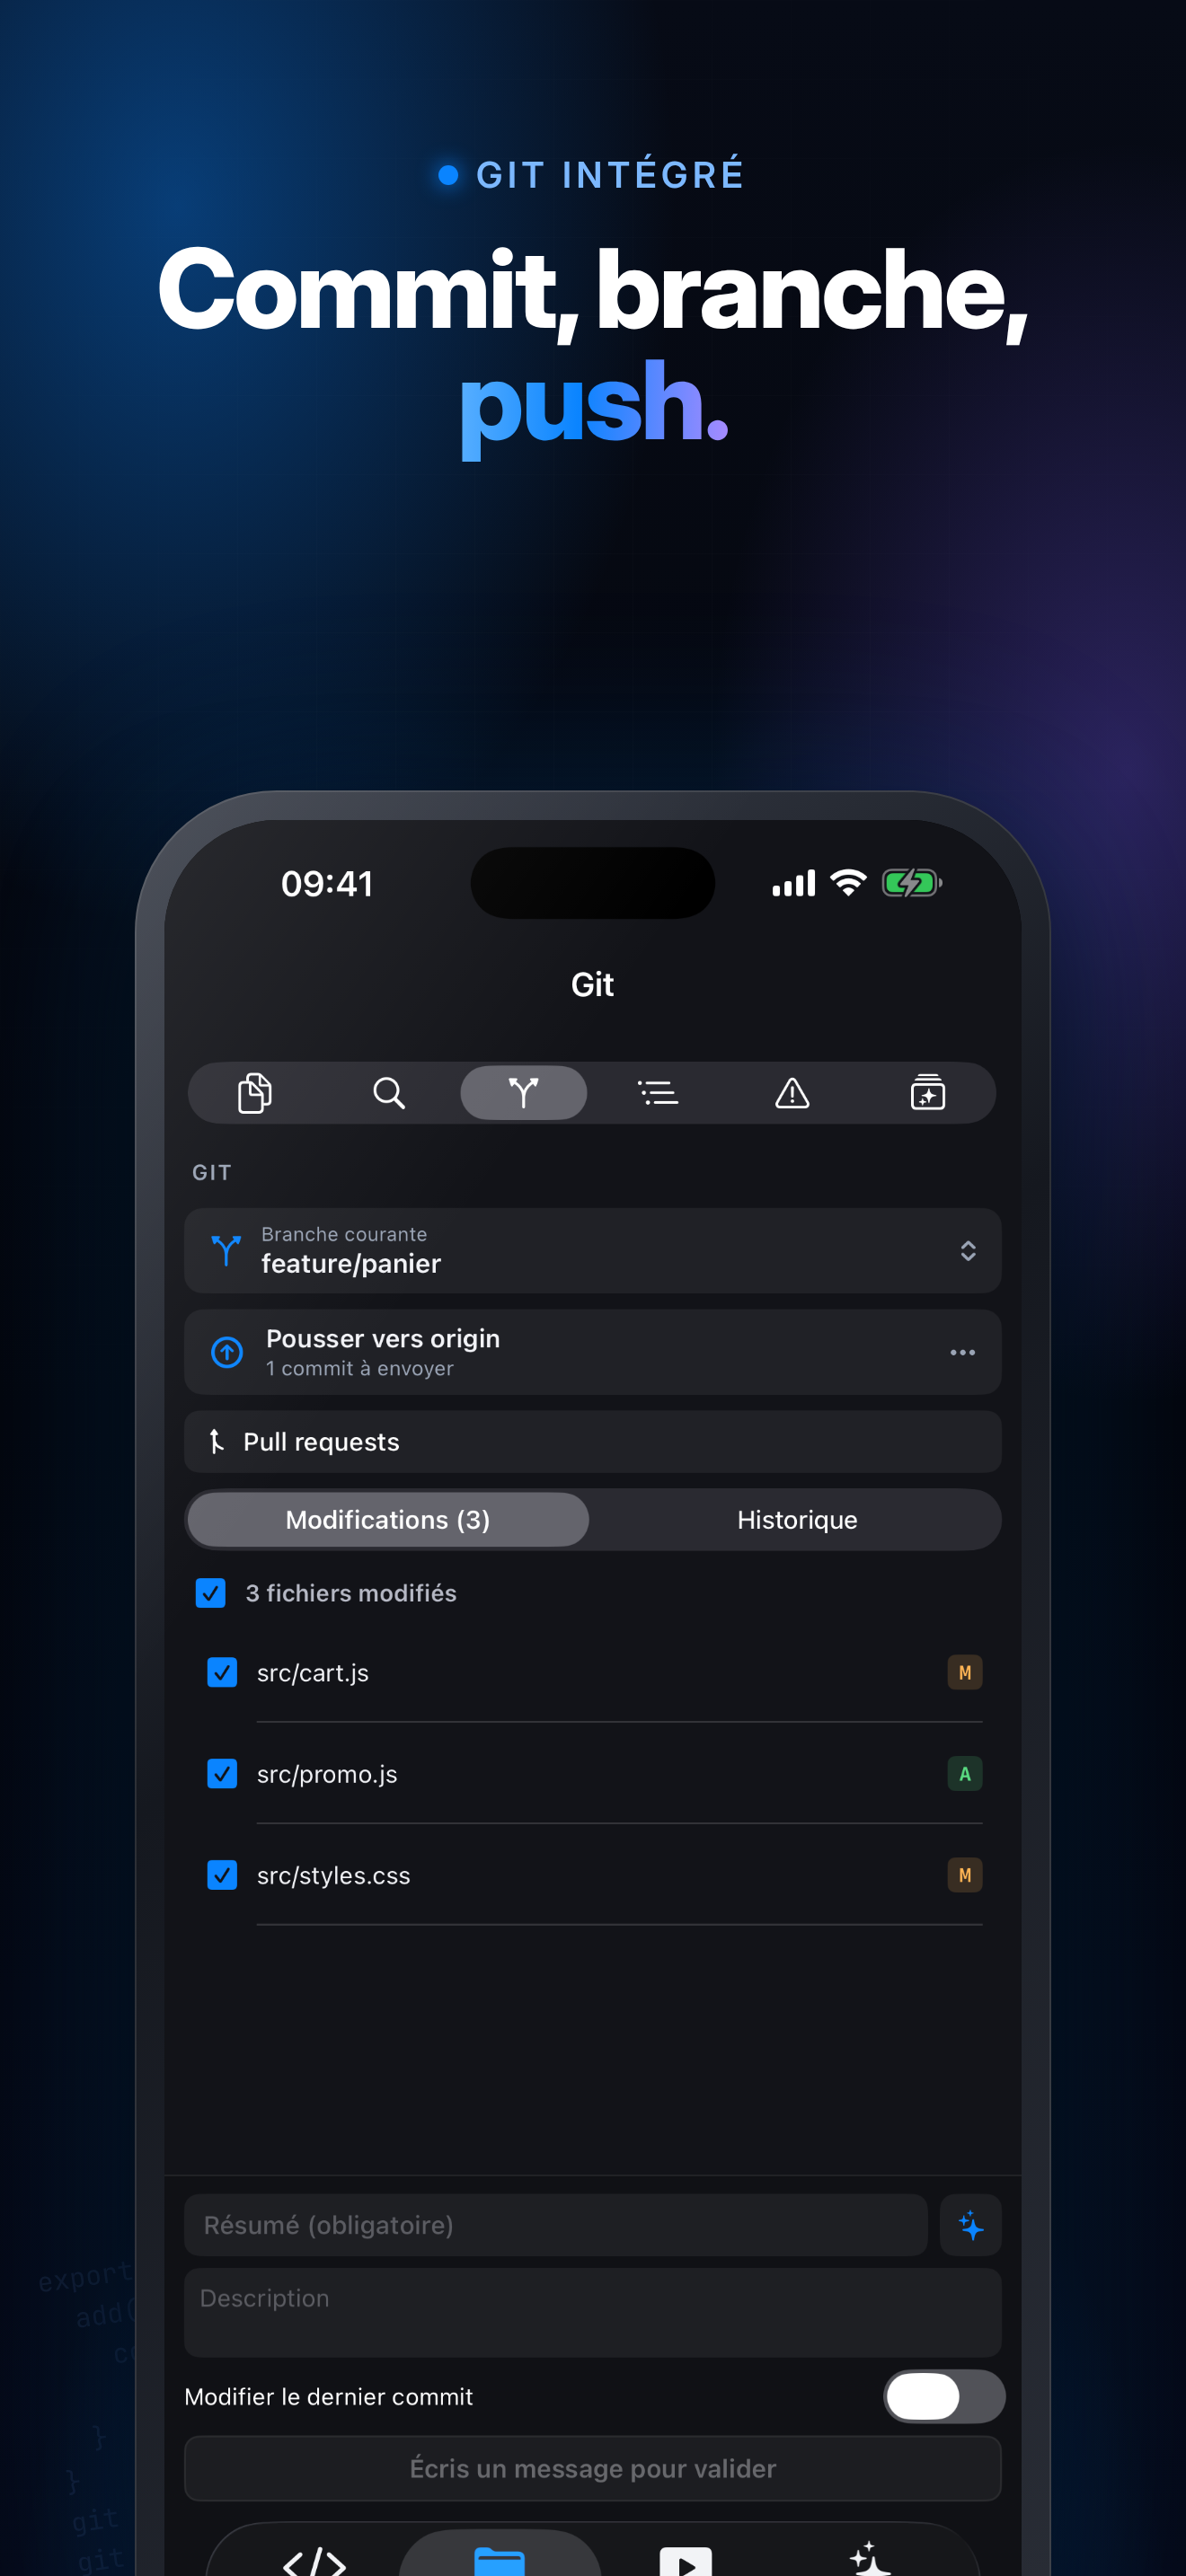 GIT INTÉGRÉ
Commit, branche,
push.
09:41
Git
GIT
Branche courante
feature/panier
Pousser vers origin
1 commit à envoyer
Pull requests
Modifications (3)
Historique
3 fichiers modifiés
src/cart.js
M
src/promo.js
A
src/styles.css
M
Résumé (obligatoire)
Description
Modifier le dernier commit
Écris un message pour valider
export
add(
}
}
git
git